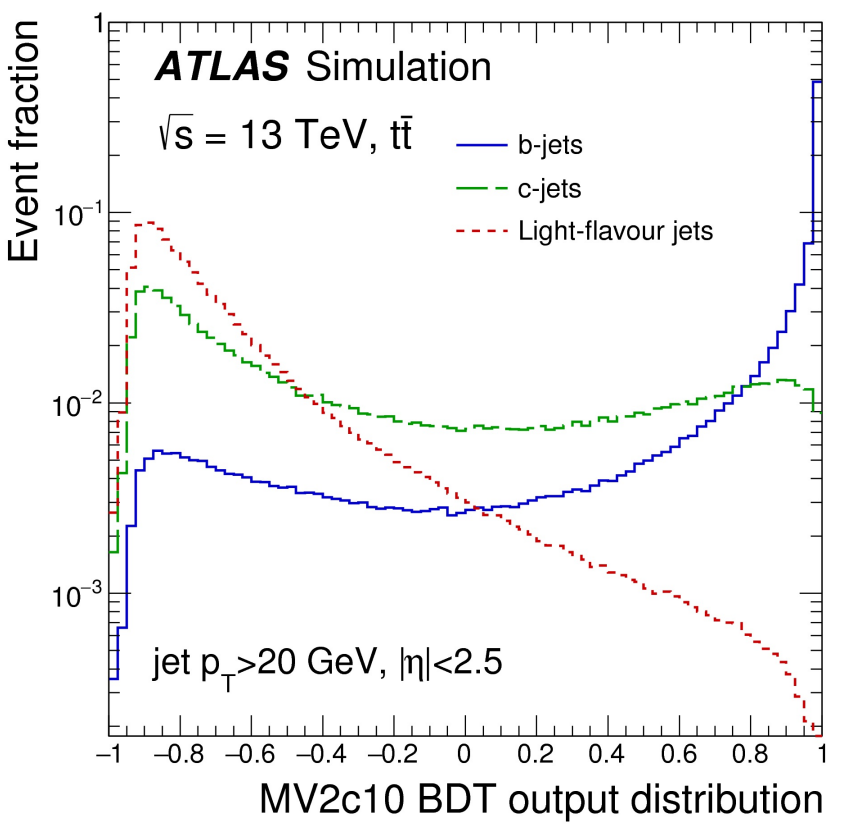 Event fraction
1
10⁻¹
10⁻²
10⁻³
ATLAS Simulation
√s = 13 TeV, tt̄
b-jets
c-jets
Light-flavour jets
jet p_T>20 GeV, |η|<2.5
−1 −0.8 −0.6 −0.4 −0.2 0 0.2 0.4 0.6 0.8 1
MV2c10 BDT output distribution